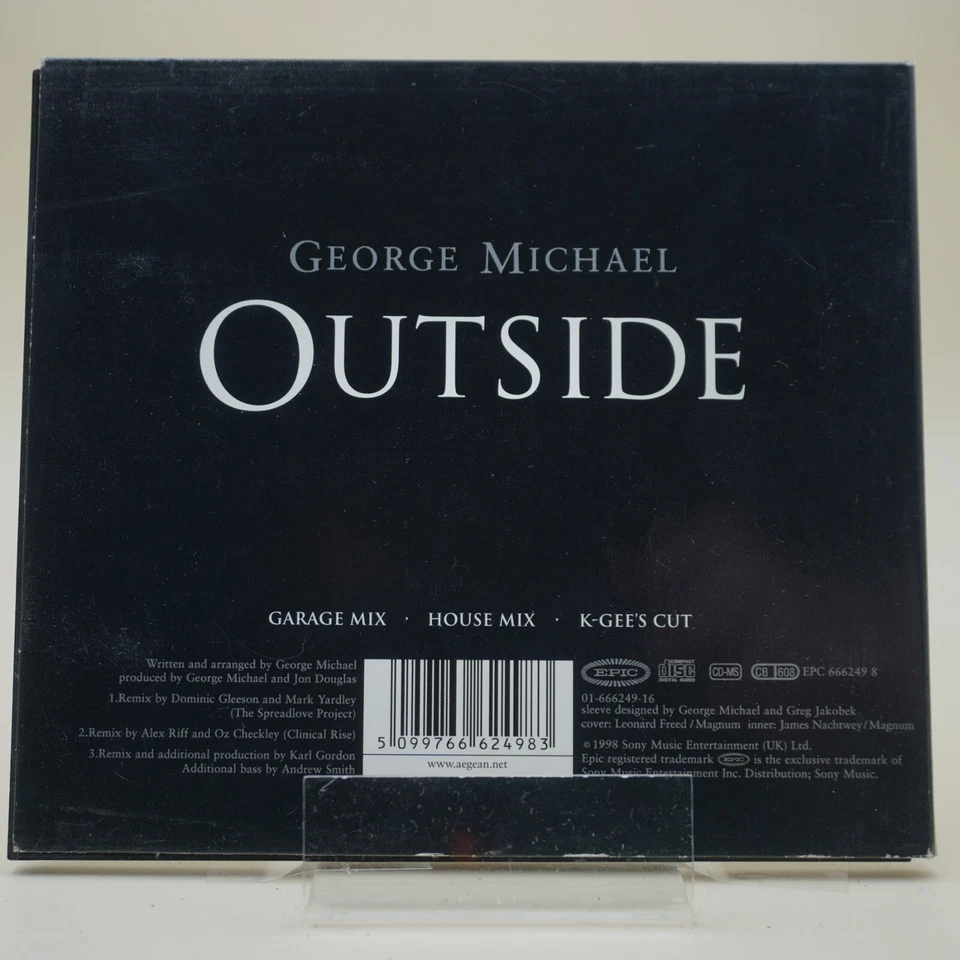 GEORGE MICHAEL
OUTSIDE
GARAGE MIX · HOUSE MIX · K-GEE'S CUT
Written and arranged by George Michael
produced by George Michael and Jon Douglas
1.Remix by Dominic Gleeson and Mark Yardley
(The Spreadlove Project)
2.Remix by Alex Riff and Oz Checkley (Clinical Rise)
3.Remix and additional production by Karl Gordon
Additional bass by Andrew Smith
5 099766 624983
www.aegean.net
EPIC COMPACT disc DIGITAL AUDIO CD-MS CB 608 EPC 666249 8
01-666249-16
sleeve designed by George Michael and Greg Jakobek
cover: Leonard Freed/Magnum inner: James Nachtwey/Magnum
©1998 Sony Music Entertainment (UK) Ltd.
Epic registered trademark EPIC is the exclusive trademark of
Sony Music Entertainment Inc. Distribution; Sony Music.